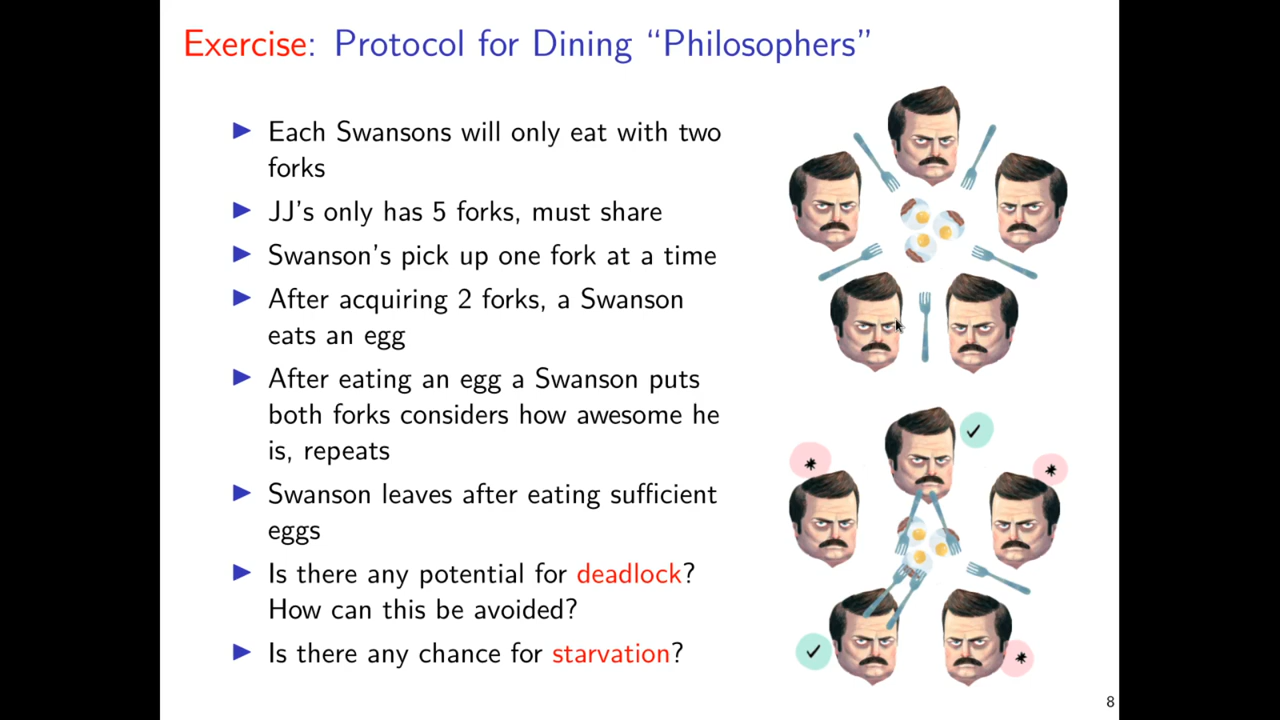 Exercise: Protocol for Dining “Philosophers”
Each Swansons will only eat with two
forks
JJ's only has 5 forks, must share
Swanson's pick up one fork at a time
After acquiring 2 forks, a Swanson
eats an egg
After eating an egg a Swanson puts
both forks considers how awesome he
is, repeats
Swanson leaves after eating sufficient
eggs
Is there any potential for deadlock?
How can this be avoided?
Is there any chance for starvation?
8